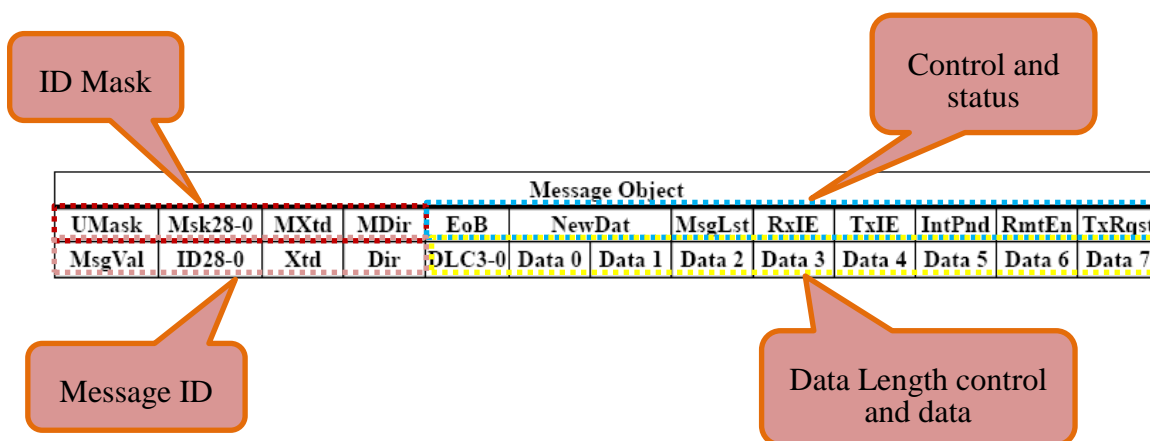 ID Mask
Control and
status
Message Object
UMask Msk28-0 MXtd MDir EoB NewDat MsgLst RxIE TxIE IntPnd RmtEn TxRqst
MsgVal ID28-0 Xtd Dir DLC3-0 Data 0 Data 1 Data 2 Data 3 Data 4 Data 5 Data 6 Data 7
Message ID
Data Length control
and data